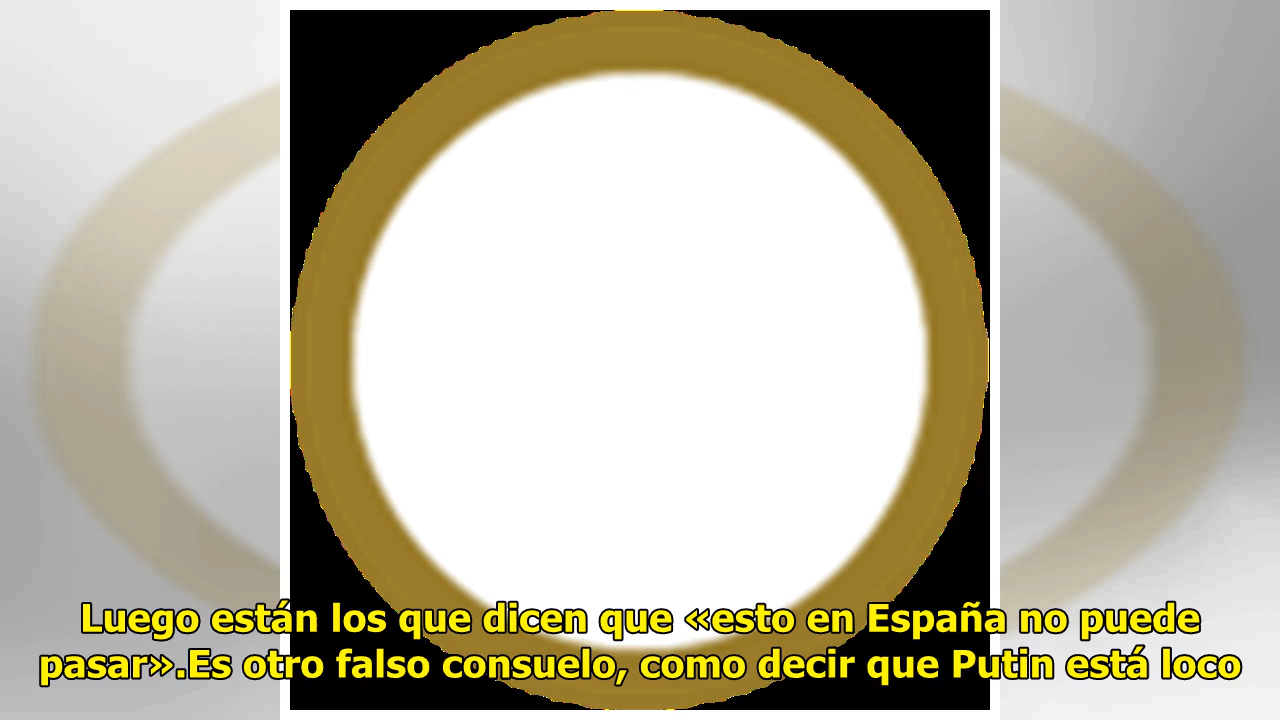 Luego están los que dicen que «esto en España no puede
pasar».Es otro falso consuelo, como decir que Putin está loco